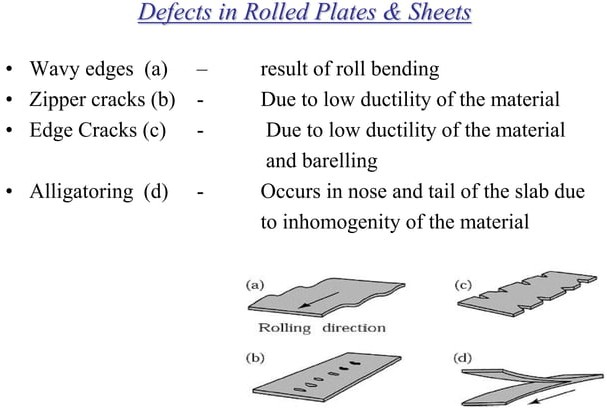 Defects in Rolled Plates & Sheets
• Wavy edges (a) – result of roll bending
• Zipper cracks (b) - Due to low ductility of the material
• Edge Cracks (c) - Due to low ductility of the material
and barelling
• Alligatoring (d) - Occurs in nose and tail of the slab due
to inhomogenity of the material
(a)
Rolling direction
(c)
(b)
(d)